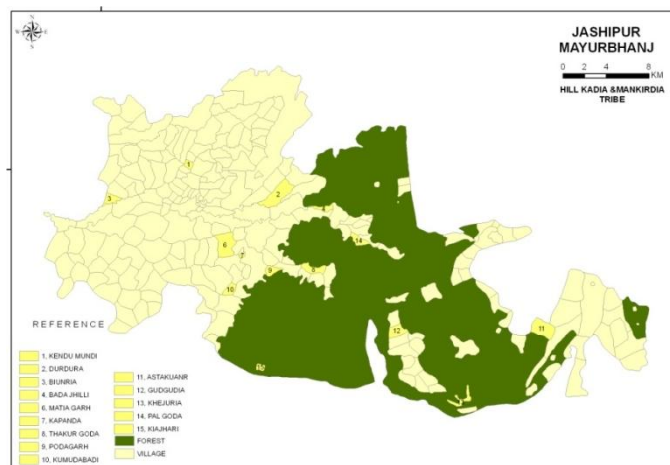 N
W E
S
JASHIPUR
MAYURBHANJ
0 2 4 8
KM
HILL KADIA &MANKIRDIA
TRIBE
1
2
3
4
14
6
7
9
8
10
12
11
REFERENCE
1, KENDU MUNDI
2, DURDURA
3, BIUNRIA
4, BADA JHILLI
6, MATIA GARH
7, KAPANDA
8, THAKUR GODA
9, PODAGARH
10, KUMUDABADI
11, ASTAKUANR
12, GUDGUDIA
13, KHEJURIA
14, PAL GODA
15, KIAJHARI
FOREST
VILLAGE